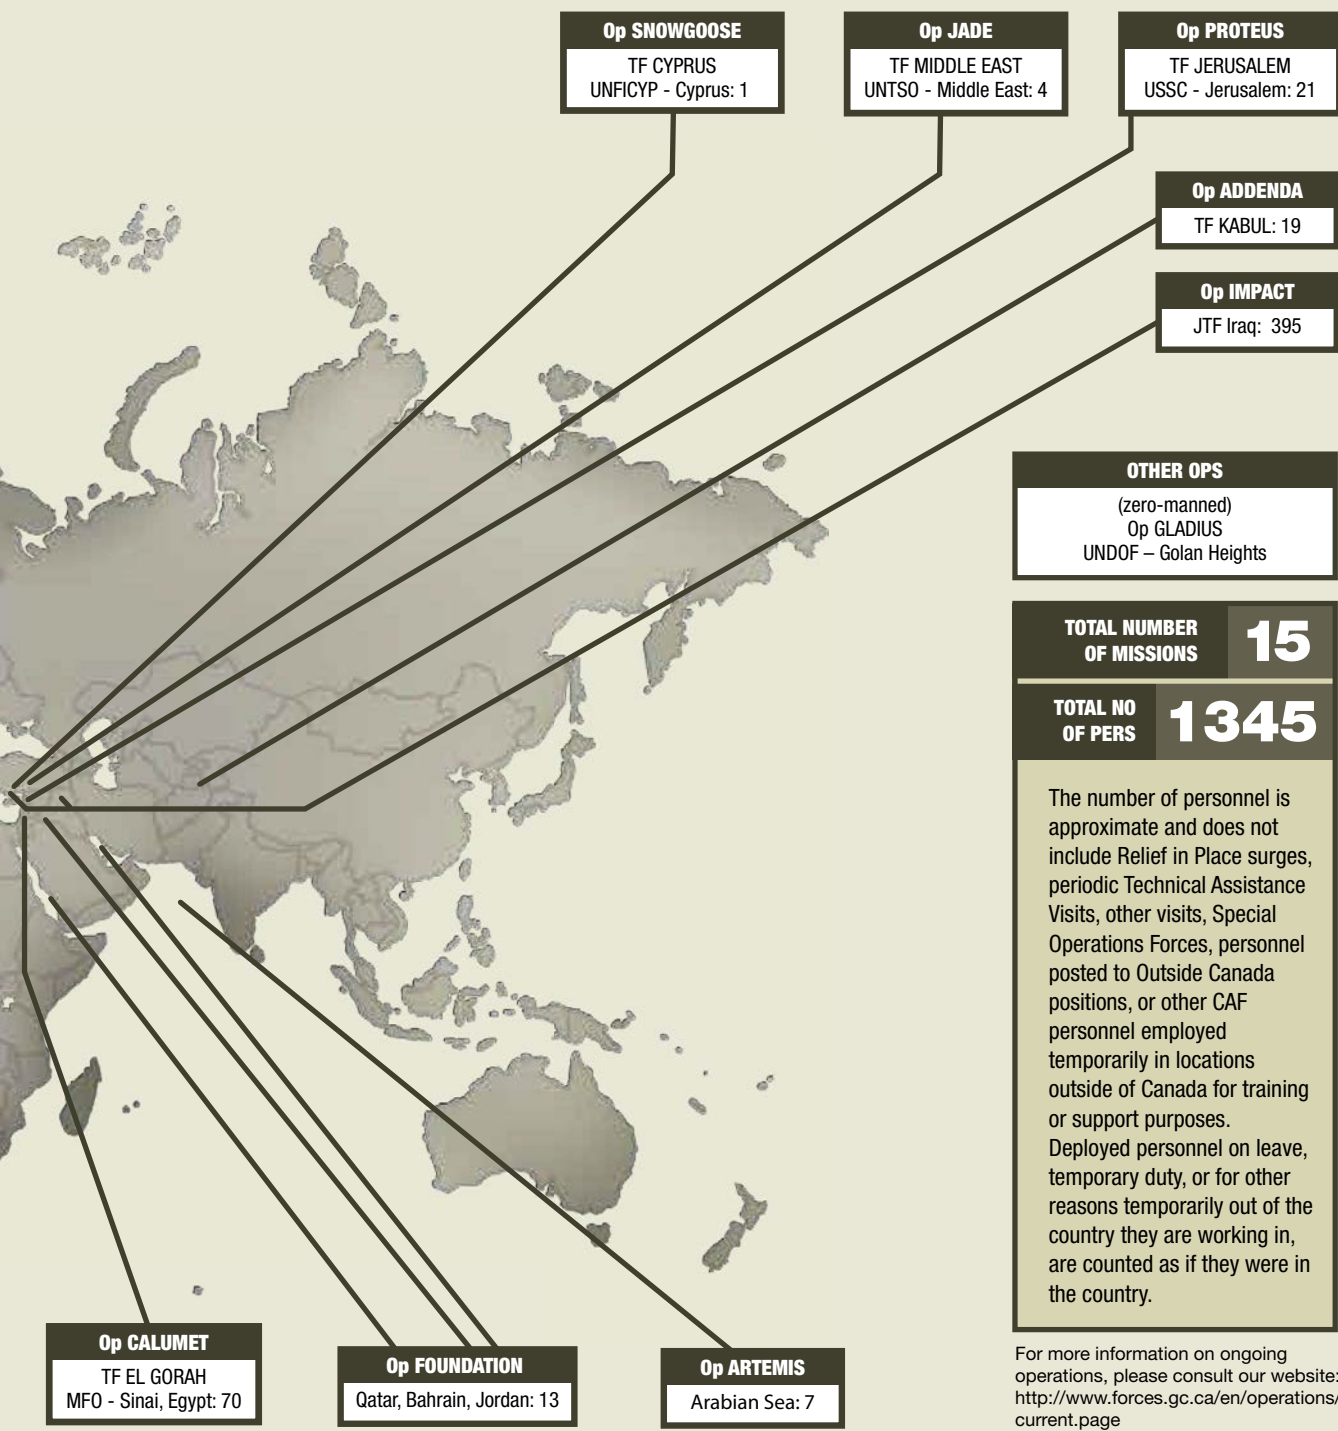 Op SNOWGOOSE
TF CYPRUS
UNFICYP - Cyprus: 1
Op JADE
TF MIDDLE EAST
UNTSO - Middle East: 4
Op PROTEUS
TF JERUSALEM
USSC - Jerusalem: 21
Op ADDENDA
TF KABUL: 19
Op IMPACT
JTF Iraq: 395
OTHER OPS
(zero-manned)
Op GLADIUS
UNDOF – Golan Heights
TOTAL NUMBER
OF MISSIONS
15
TOTAL NO
OF PERS
1345
The number of personnel is
approximate and does not
include Relief in Place surges,
periodic Technical Assistance
Visits, other visits, Special
Operations Forces, personnel
posted to Outside Canada
positions, or other CAF
personnel employed
temporarily in locations
outside of Canada for training
or support purposes.
Deployed personnel on leave,
temporary duty, or for other
reasons temporarily out of the
country they are working in,
are counted as if they were in
the country.
Op CALUMET
TF EL GORAH
MFO - Sinai, Egypt: 70
Op FOUNDATION
Qatar, Bahrain, Jordan: 13
Op ARTEMIS
Arabian Sea: 7
For more information on ongoing
operations, please consult our website:
http://www.forces.gc.ca/en/operations/
current.page